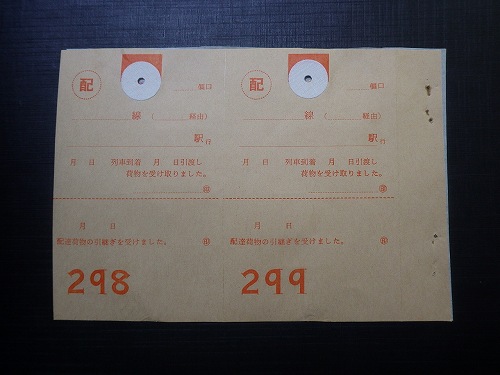 配
個口
線（　　経由）
駅行
月　日　列車到着　月　日引渡し
荷物を受け取りました。
㊞
月　日
配達荷物の引継ぎを受けました。　㊞
298
配
個口
線（　　経由）
駅行
月　日　列車到着　月　日引渡し
荷物を受け取りました。
㊞
月　日
配達荷物の引継ぎを受けました。　㊞
299